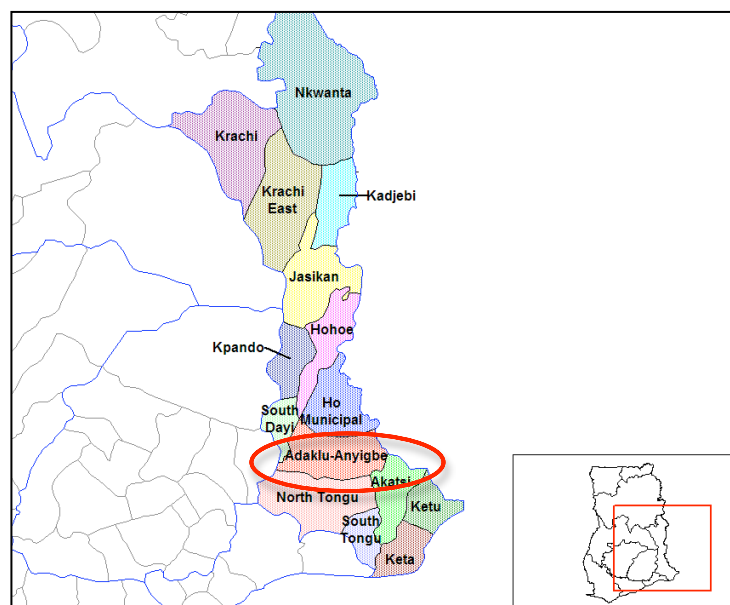 Nkwanta
Krachi
Krachi
East
Kadjebi
Jasikan
Hohoe
Kpando
Ho
Municipal
South
Dayi
Adaklu-Anyigbe
Akatsi
North Tongu
Ketu
South
Tongu
Keta